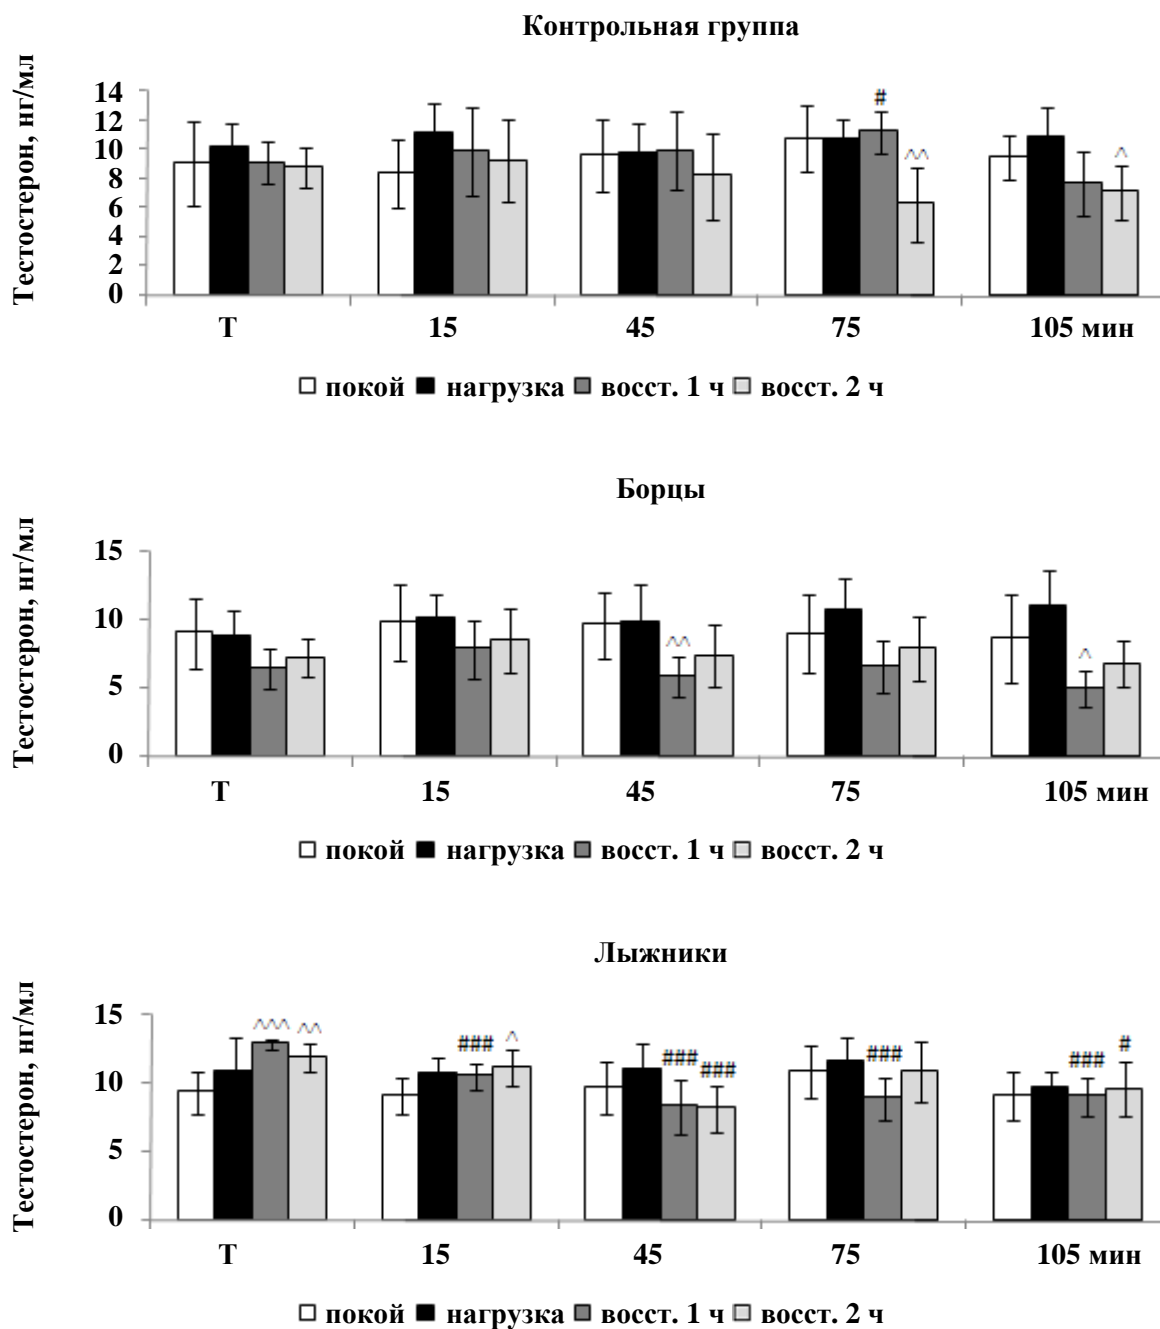 Контрольная группа
Тестостерон, нг/мл
14
12
10
8
6
4
2
0
#
^^
^
Т 15 45 75 105 мин
покой нагрузка восст. 1 ч восст. 2 ч
Борцы
Тестостерон, нг/мл
15
10
5
0
^^
^
Т 15 45 75 105 мин
покой нагрузка восст. 1 ч восст. 2 ч
Лыжники
Тестостерон, нг/мл
15
10
5
0
^^^ ^^ ### ^ ### ### ### ### #
Т 15 45 75 105 мин
покой нагрузка восст. 1 ч восст. 2 ч